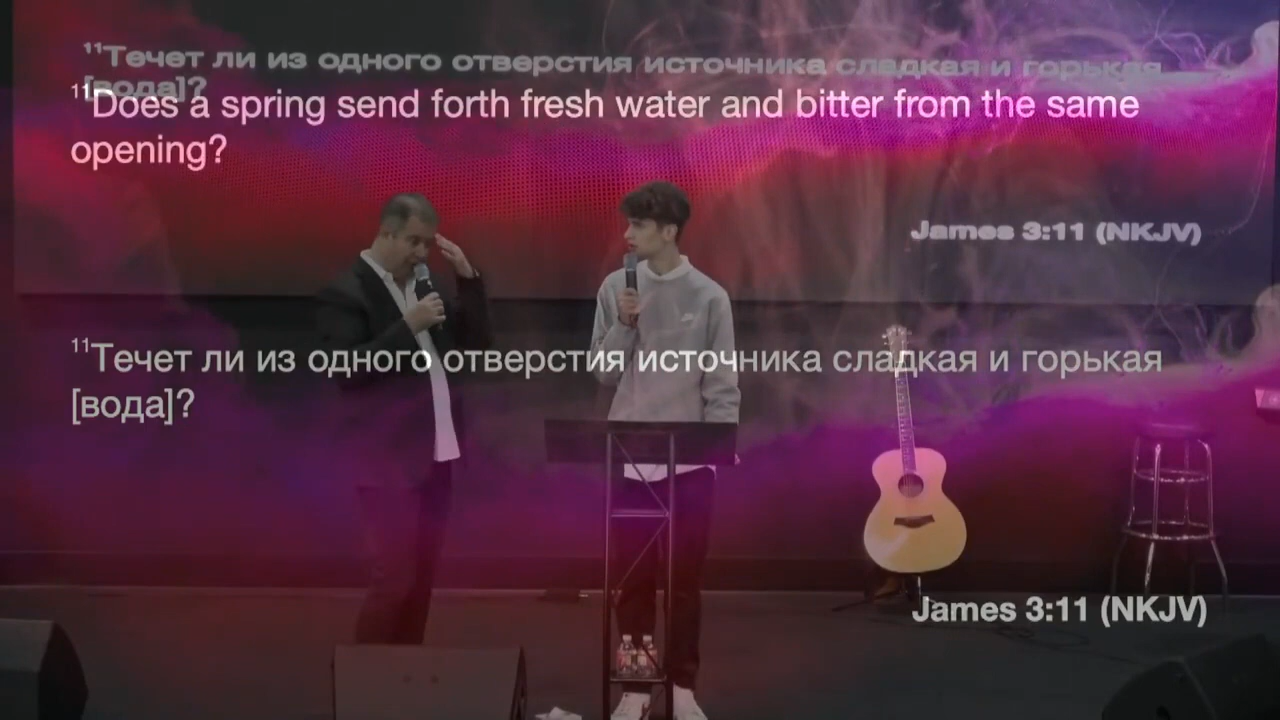 ¹¹Течет ли из одного отверстия источника сладкая и горькая
[вода]?
¹¹Does a spring send forth fresh water and bitter from the same
opening?
James 3:11 (NKJV)
¹¹Течет ли из одного отверстия источника сладкая и горькая
[вода]?
James 3:11 (NKJV)